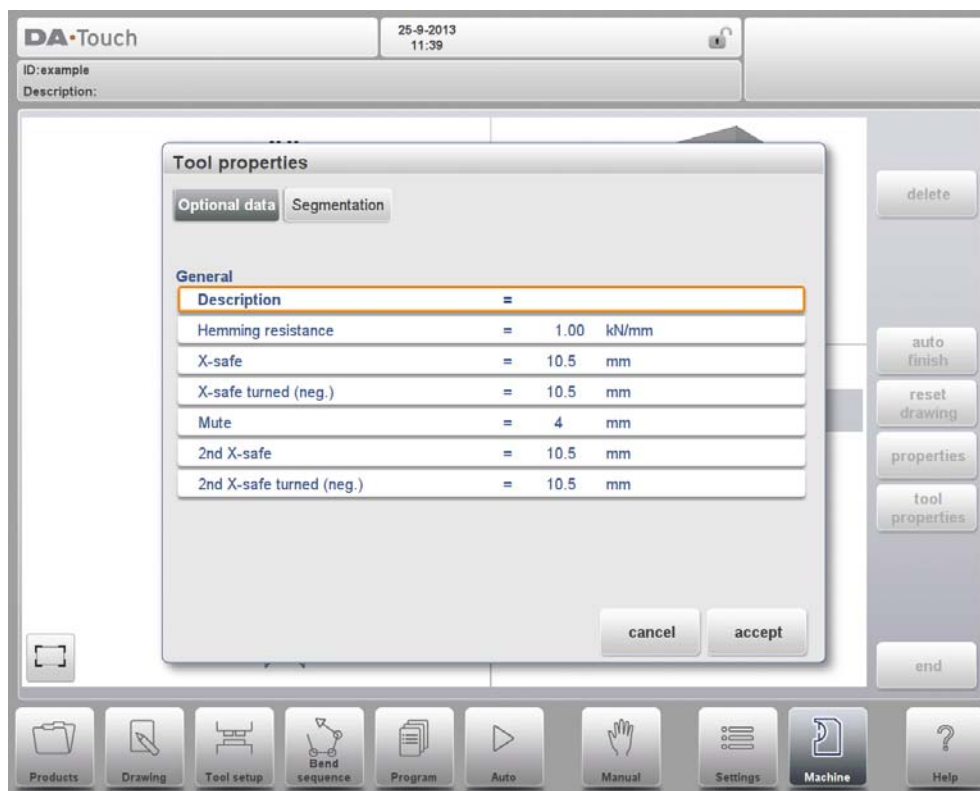 DA·Touch
25-9-2013
11:39
ID:example
Description:
Tool properties
Optional data
Segmentation
General
Description =
Hemming resistance = 1.00 kN/mm
X-safe = 10.5 mm
X-safe turned (neg.) = 10.5 mm
Mute = 4 mm
2nd X-safe = 10.5 mm
2nd X-safe turned (neg.) = 10.5 mm
cancel
accept
delete
auto
finish
reset
drawing
properties
tool
properties
end
Products
Drawing
Tool setup
Bend
sequence
Program
Auto
Manual
Settings
Machine
Help